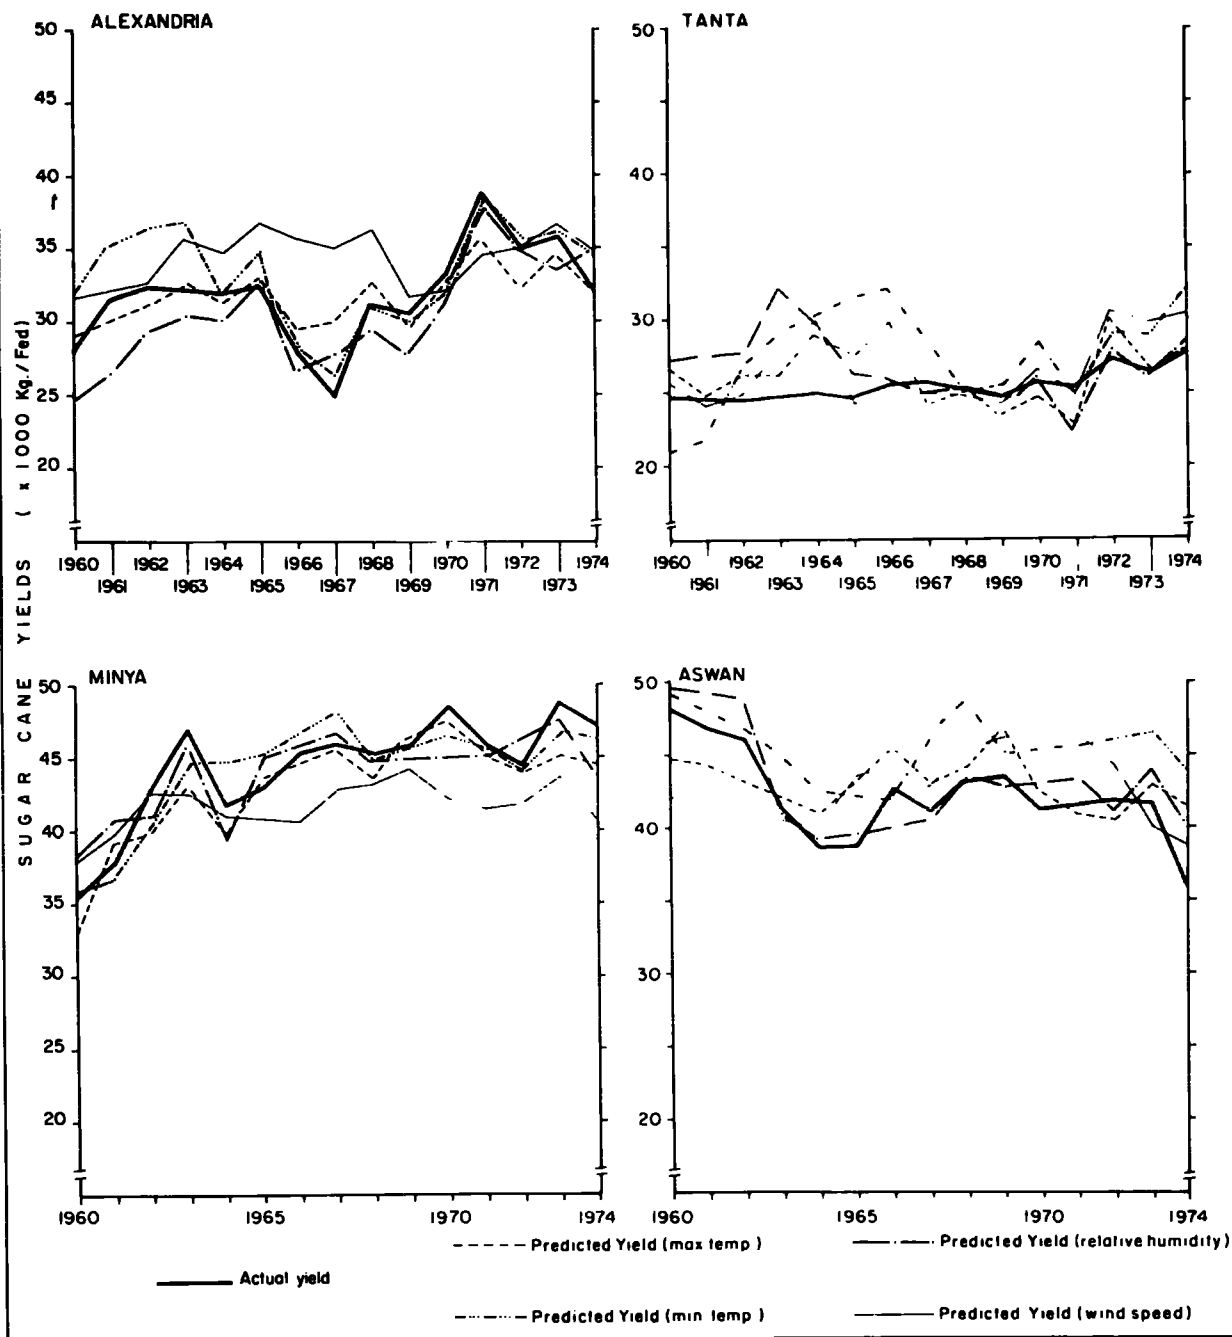 ALEXANDRIA
50
45
40
t
35
30
25
20
1960 1962 1964 1966 1968 1970 1972 1974
1961 1963 1965 1967 1969 1971 1973
TANTA
50
40
30
20
1960 1962 1964 1966 1968 1970 1972 1974
1961 1963 1965 1967 1969 1971 1973
SUGAR CANE YIELDS ( x 1000 Kg./Fed)
MINYA
50
45
40
35
30
25
20
1960 1965 1970 1974
ASWAN
50
40
30
20
1960 1965 1970 1974
Predicted Yield (max temp)
Predicted Yield (relative humidity)
Actual yield
Predicted Yield (min temp)
Predicted Yield (wind speed)